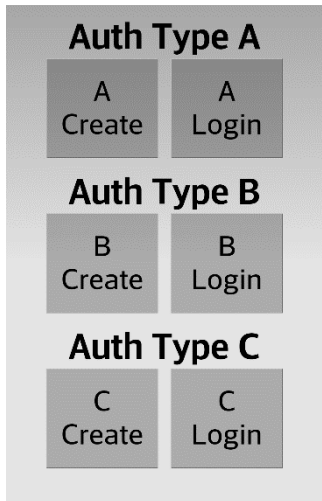 Auth Type A
A
Create
A
Login
Auth Type B
B
Create
B
Login
Auth Type C
C
Create
C
Login